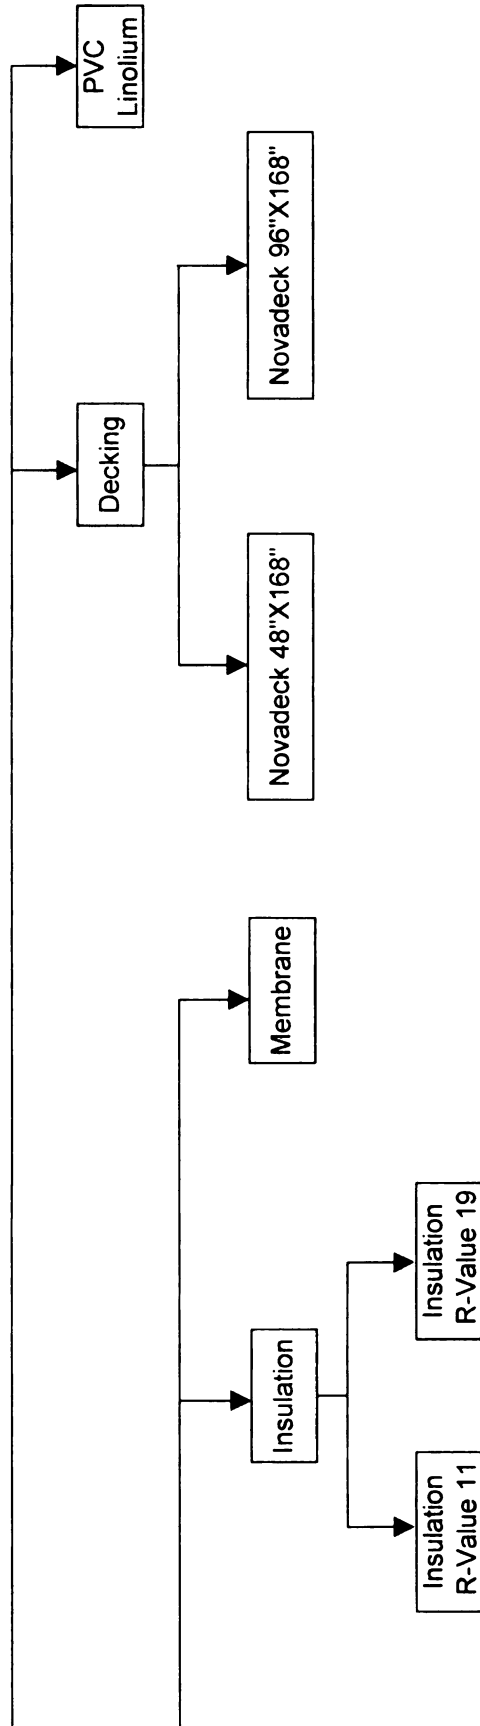 PVC
Linolium
Decking
Novadeck 48"X168"
Novadeck 96"X168"
Insulation
Membrane
Insulation
R-Value 11
Insulation
R-Value 19